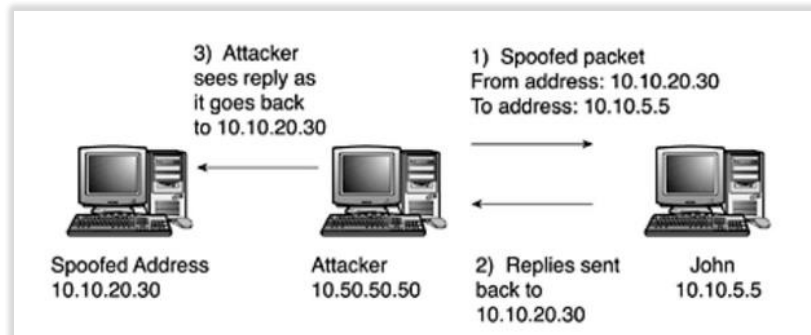 3) Attacker
sees reply as
it goes back
to 10.10.20.30
1) Spoofed packet
From address: 10.10.20.30
To address: 10.10.5.5
Spoofed Address
10.10.20.30
Attacker
10.50.50.50
2) Replies sent
back to
10.10.20.30
John
10.10.5.5